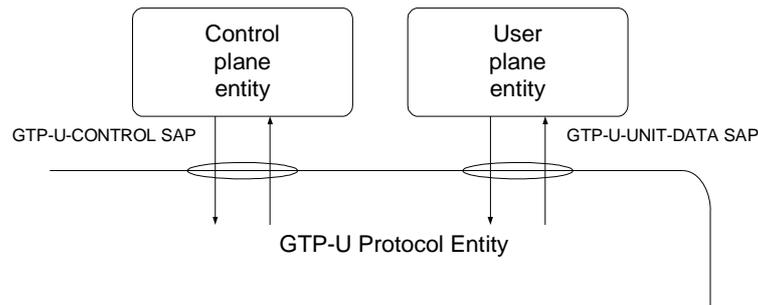 Control
plane
entity
User
plane
entity
GTP-U-CONTROL SAP
GTP-U-UNIT-DATA SAP
GTP-U Protocol Entity